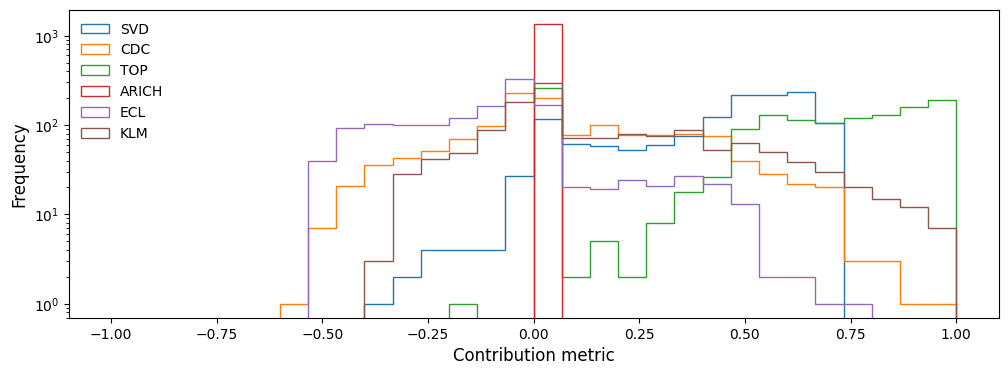 SVD
CDC
TOP
ARICH
ECL
KLM
Frequency
10³
10²
10¹
10⁰
−1.00 −0.75 −0.50 −0.25 0.00 0.25 0.50 0.75 1.00
Contribution metric